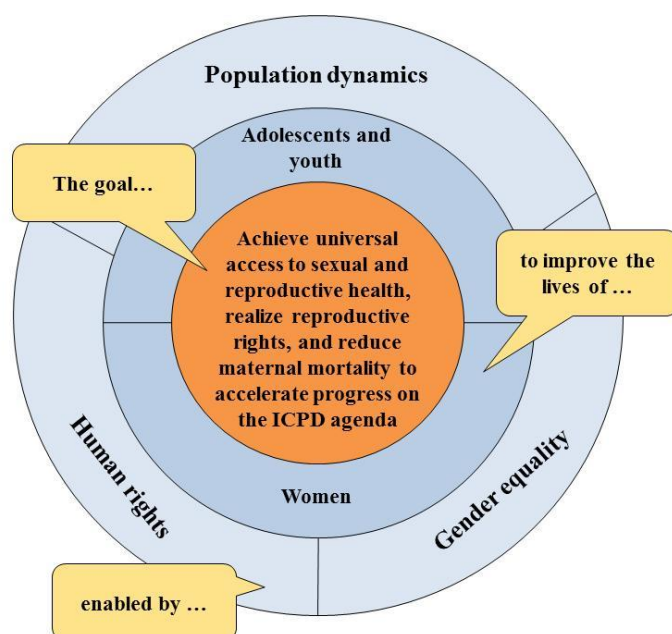 Population dynamics
Adolescents and
youth
The goal…
Achieve universal
access to sexual and
reproductive health,
realize reproductive
rights, and reduce
maternal mortality to
accelerate progress on
the ICPD agenda
to improve the
lives of …
Women
Human rights
Gender equality
enabled by …